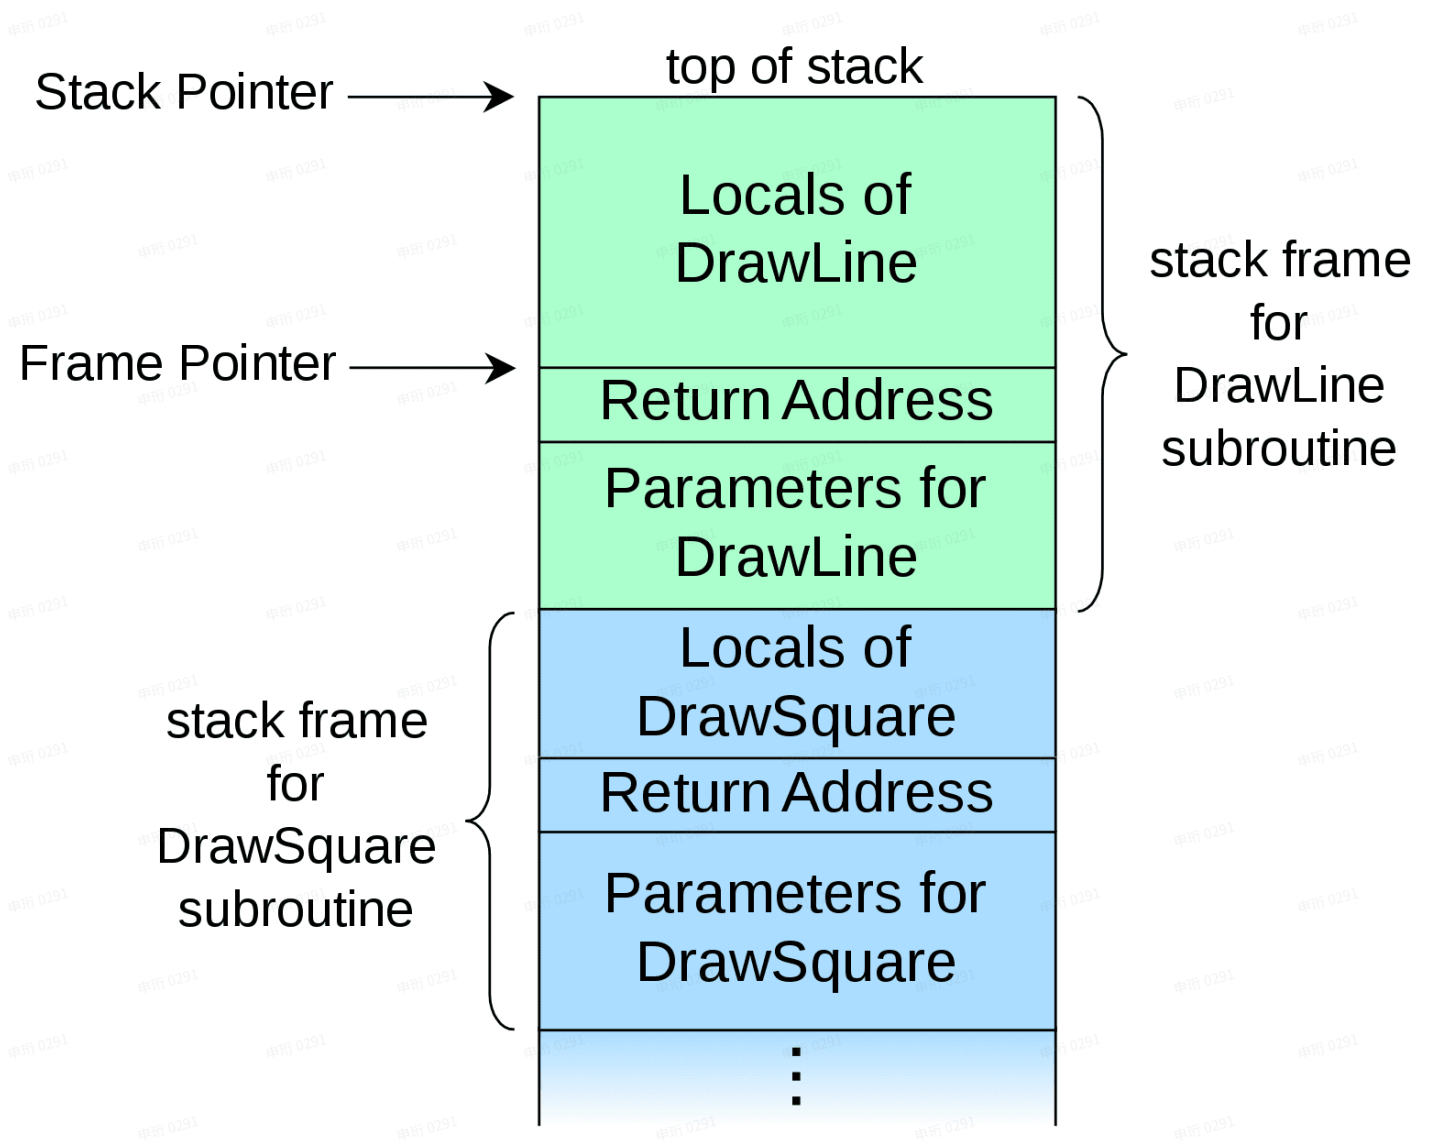 top of stack
Stack Pointer
Locals of
DrawLine
stack frame
for
DrawLine
subroutine
Frame Pointer
Return Address
Parameters for
DrawLine
Locals of
DrawSquare
stack frame
for
DrawSquare
subroutine
Return Address
Parameters for
DrawSquare